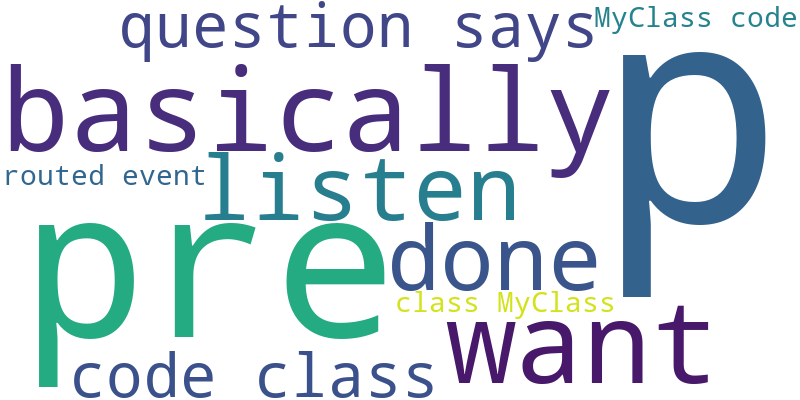 question says
MyClass code
basically
p
listen
routed event
pre
done
class MyClass
want
code class